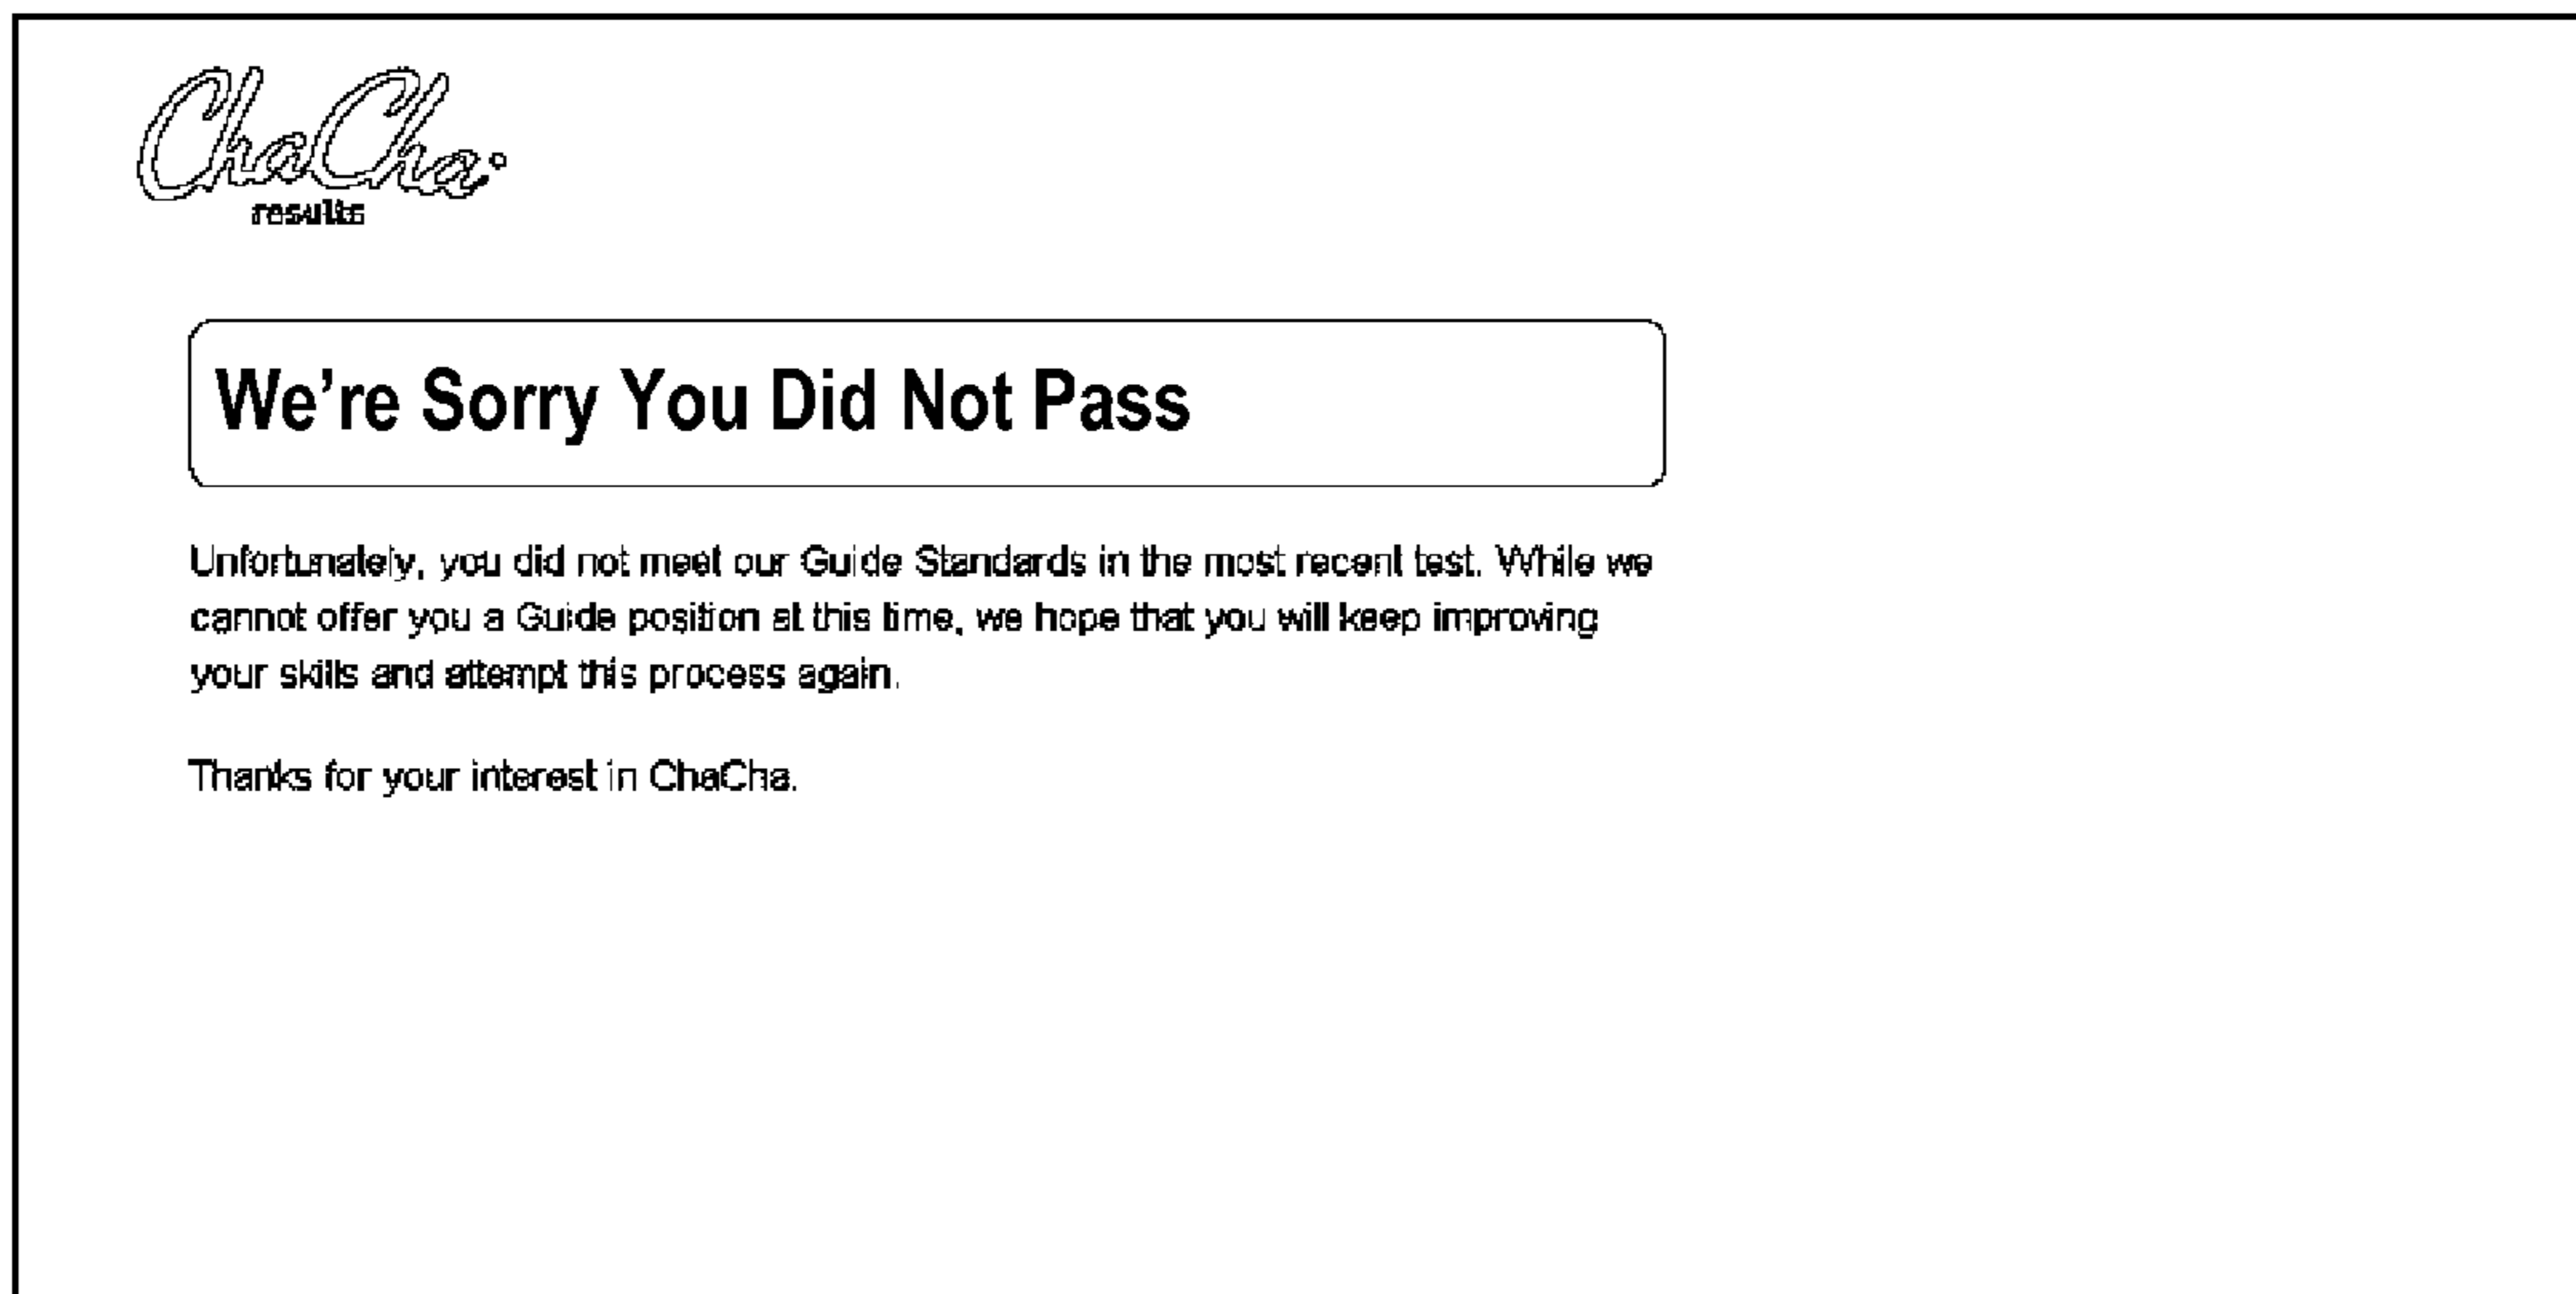 ChaCha
results
We're Sorry You Did Not Pass
Unfortunately, you did not meet our Guide Standards in the most recent test. While we
cannot offer you a Guide position at this time, we hope that you will keep improving
your skills and attempt this process again.
Thanks for your interest in ChaCha.